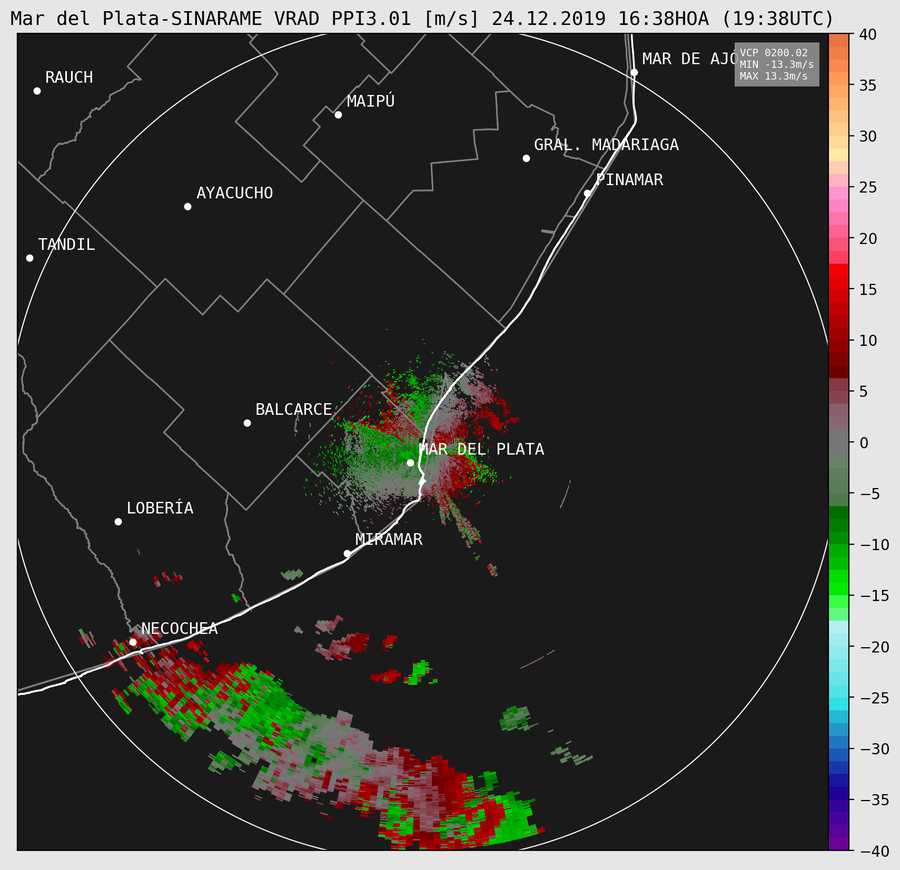 Mar del Plata-SINARAME VRAD PPI3.01 [m/s] 24.12.2019 16:38HOA (19:38UTC)
MAR DE AJÓ
VCP 0200.02
MIN -13.3m/s
MAX 13.3m/s
RAUCH
MAIPÚ
GRAL. MADARIAGA
PINAMAR
AYACUCHO
TANDIL
BALCARCE
MAR DEL PLATA
LOBERÍA
MIRAMAR
NECOCHEA
40
35
30
25
20
15
10
5
0
−5
−10
−15
−20
−25
−30
−35
−40